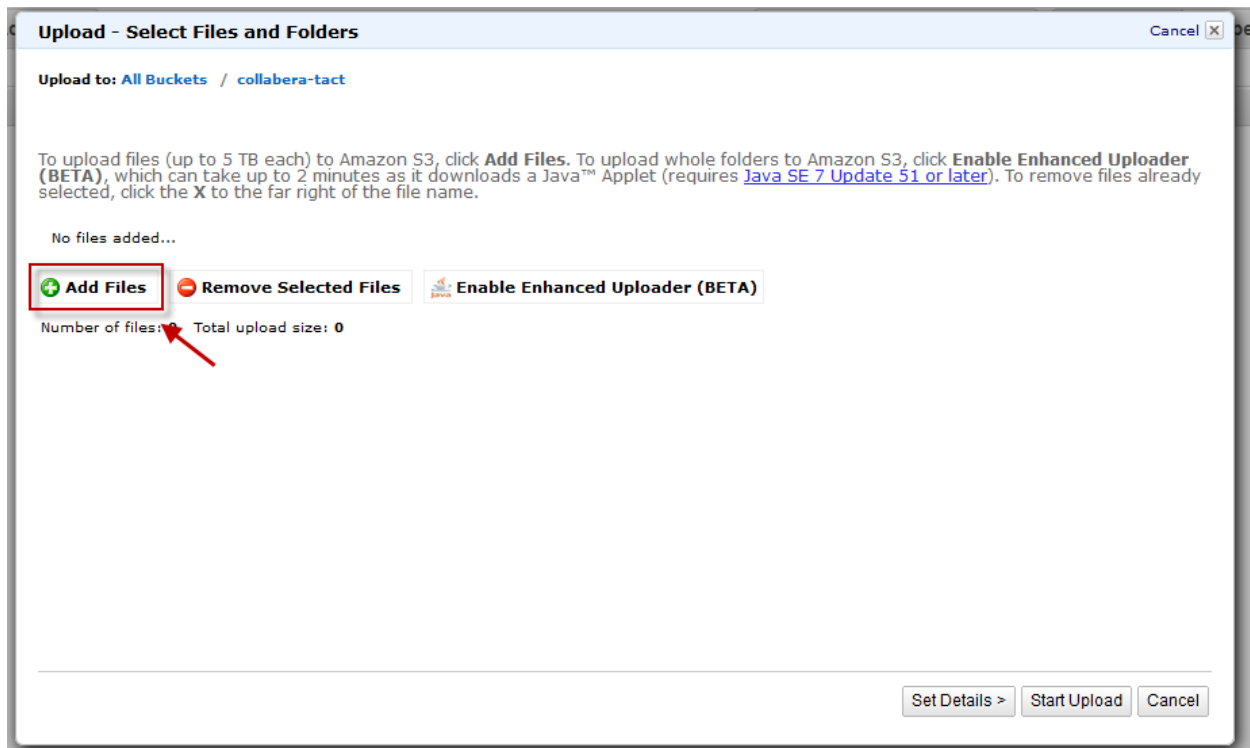 Upload - Select Files and Folders
Cancel
Upload to: All Buckets / collabera-tact
To upload files (up to 5 TB each) to Amazon S3, click Add Files. To upload whole folders to Amazon S3, click Enable Enhanced Uploader
(BETA), which can take up to 2 minutes as it downloads a Java™ Applet (requires Java SE 7 Update 51 or later). To remove files already
selected, click the X to the far right of the file name.
No files added...
Add Files Remove Selected Files Java Enable Enhanced Uploader (BETA)
Number of files: 0 Total upload size: 0
Set Details > Start Upload Cancel